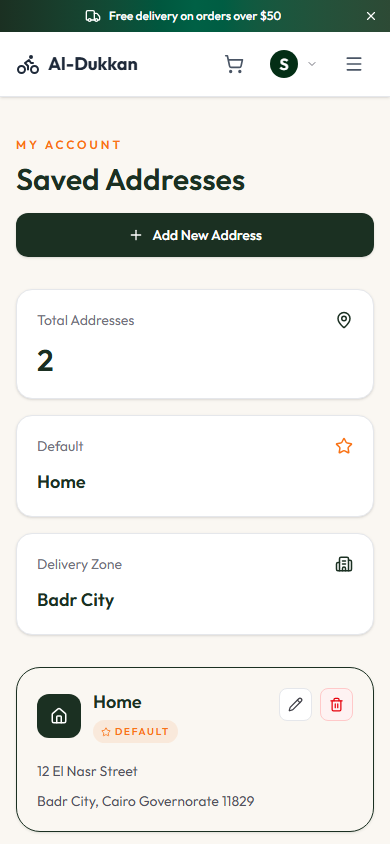 Free delivery on orders over $50
Al-Dukkan
S
MY ACCOUNT
Saved Addresses
Add New Address
Total Addresses
2
Default
Home
Delivery Zone
Badr City
Home
DEFAULT
12 El Nasr Street
Badr City, Cairo Governorate 11829